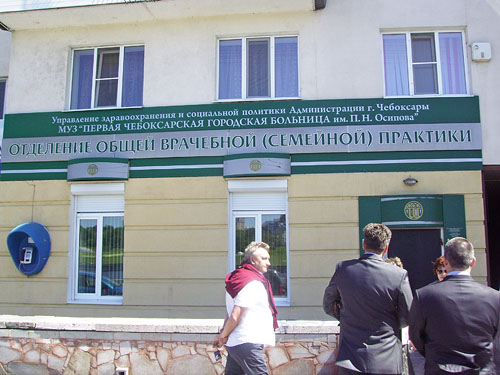 Управление здравоохранения и социальной политики Администрации г. Чебоксары
МУЗ "ПЕРВАЯ ЧЕБОКСАРСКАЯ ГОРОДСКАЯ БОЛЬНИЦА им. П.Н. Осипова"
ОТДЕЛЕНИЕ ОБЩЕЙ ВРАЧЕБНОЙ (СЕМЕЙНОЙ) ПРАКТИКИ